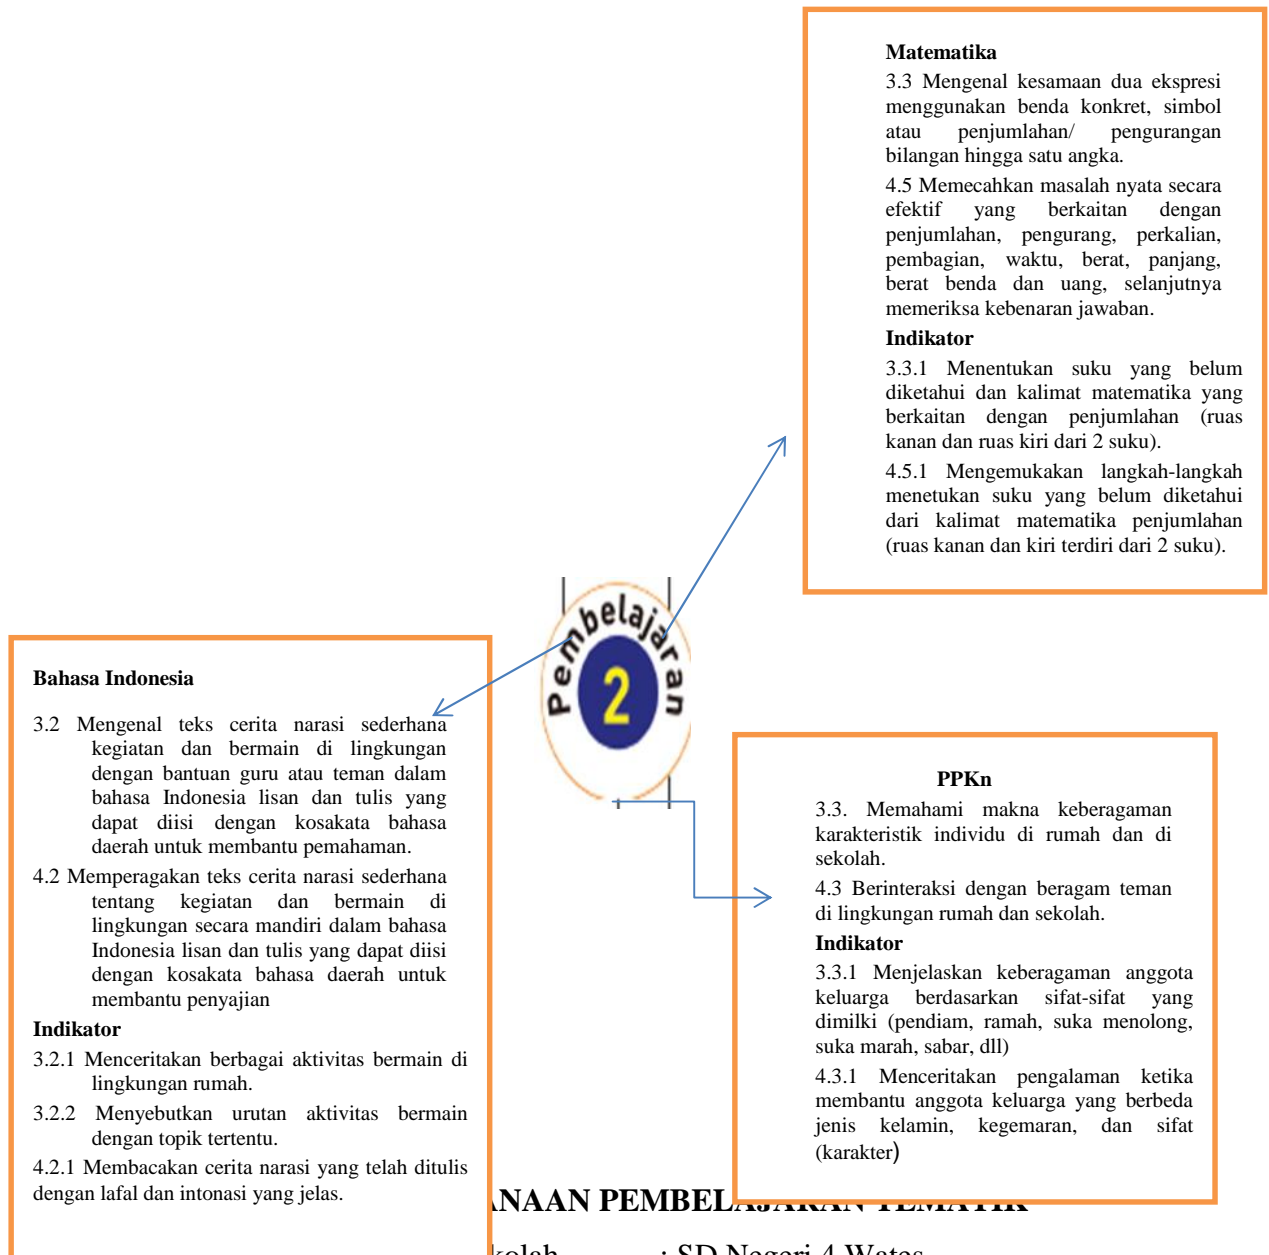 Matematika
3.3 Mengenal kesamaan dua ekspresi
menggunakan benda konkret, simbol
atau penjumlahan/ pengurangan
bilangan hingga satu angka.
4.5 Memecahkan masalah nyata secara
efektif yang berkaitan dengan
penjumlahan, pengurang, perkalian,
pembagian, waktu, berat, panjang,
berat benda dan uang, selanjutnya
memeriksa kebenaran jawaban.
Indikator
3.3.1 Menentukan suku yang belum
diketahui dan kalimat matematika yang
berkaitan dengan penjumlahan (ruas
kanan dan ruas kiri dari 2 suku).
4.5.1 Mengemukakan langkah-langkah
menetukan suku yang belum diketahui
dari kalimat matematika penjumlahan
(ruas kanan dan kiri terdiri dari 2 suku).
Pembelajaran
2
Bahasa Indonesia
3.2 Mengenal teks cerita narasi sederhana
kegiatan dan bermain di lingkungan
dengan bantuan guru atau teman dalam
bahasa Indonesia lisan dan tulis yang
dapat diisi dengan kosakata bahasa
daerah untuk membantu pemahaman.
4.2 Memperagakan teks cerita narasi sederhana
tentang kegiatan dan bermain di
lingkungan secara mandiri dalam bahasa
Indonesia lisan dan tulis yang dapat diisi
dengan kosakata bahasa daerah untuk
membantu penyajian
Indikator
3.2.1 Menceritakan berbagai aktivitas bermain di
lingkungan rumah.
3.2.2 Menyebutkan urutan aktivitas bermain
dengan topik tertentu.
4.2.1 Membacakan cerita narasi yang telah ditulis
dengan lafal dan intonasi yang jelas.
PPKn
3.3. Memahami makna keberagaman
karakteristik individu di rumah dan di
sekolah.
4.3 Berinteraksi dengan beragam teman
di lingkungan rumah dan sekolah.
Indikator
3.3.1 Menjelaskan keberagaman anggota
keluarga berdasarkan sifat-sifat yang
dimilki (pendiam, ramah, suka menolong,
suka marah, sabar, dll)
4.3.1 Menceritakan pengalaman ketika
membantu anggota keluarga yang berbeda
jenis kelamin, kegemaran, dan sifat
(karakter)
NAAN PEMBELAJARAN TEMATIK
kolah : SD Negeri 4 Wates